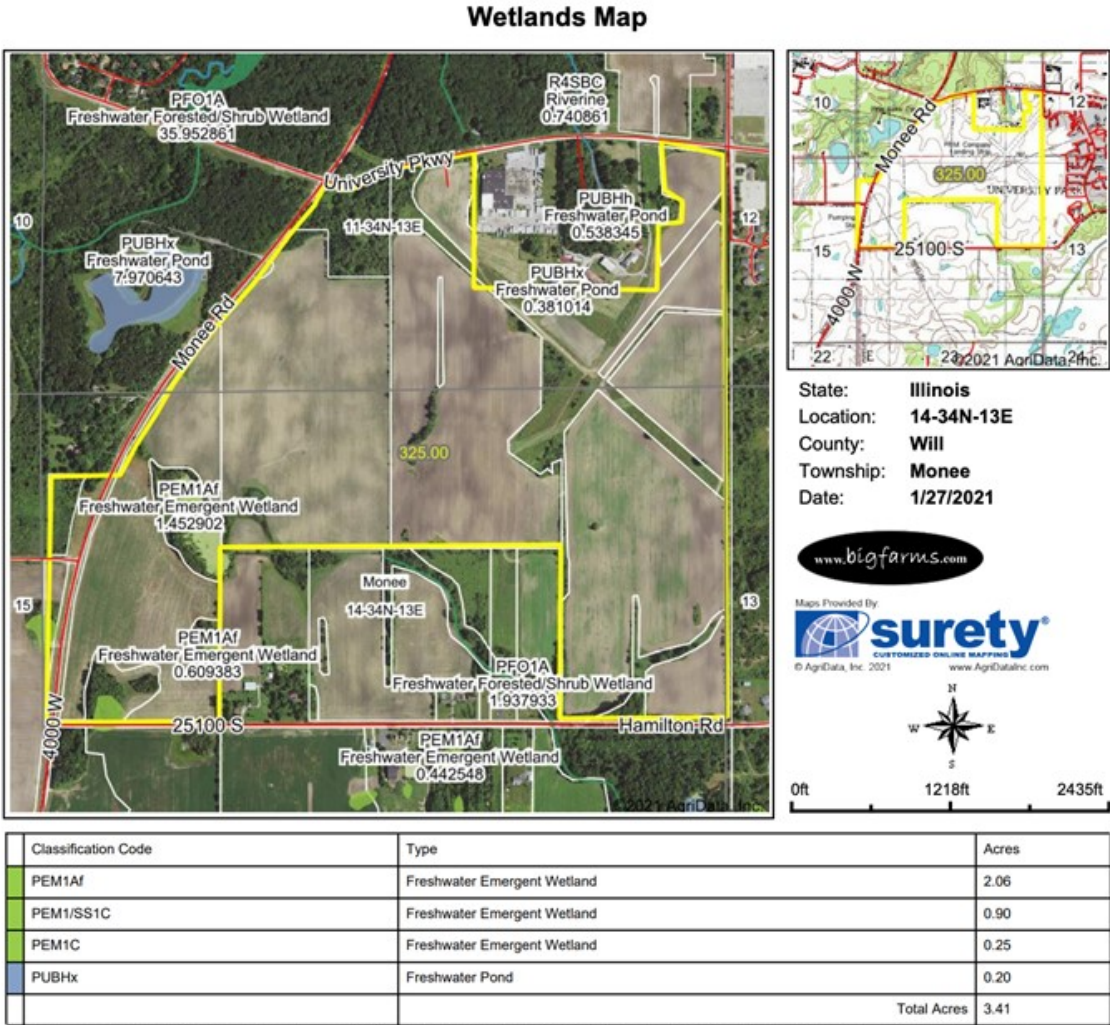 Wetlands Map
PFO1A
Freshwater Forested/Shrub Wetland
35.952861
R4SBC
Riverine
0.740861
University Pkwy
10
11-34N-13E
PUBHh
Freshwater Pond
0.538345
12
PUBHx
Freshwater Pond
7.970643
PUBHx
Freshwater Pond
0.381014
Monee Rd
325.00
PEM1Af
Freshwater Emergent Wetland
1.452902
Monee
14-34N-13E
15
13
PEM1Af
Freshwater Emergent Wetland
0.609383
PFO1A
Freshwater Forested/Shrub Wetland
1.937933
4000 W
25100 S
Hamilton Rd
PEM1Af
Freshwater Emergent Wetland
0.442548
©2021 AgriData, Inc.
10
12
Monee Rd
325.00
UNIVERSITY PARK
Pumping
15
25100 S
13
4000 W
22
E
23
24
©2021 AgriData, Inc.
State: Illinois
Location: 14-34N-13E
County: Will
Township: Monee
Date: 1/27/2021
www.bigfarms.com
Maps Provided By:
surety®
CUSTOMIZED ONLINE MAPPING
© AgriData, Inc. 2021 www.AgriDataInc.com
N
W E
S
0ft 1218ft 2435ft
Classification Code Type Acres
PEM1Af Freshwater Emergent Wetland 2.06
PEM1/SS1C Freshwater Emergent Wetland 0.90
PEM1C Freshwater Emergent Wetland 0.25
PUBHx Freshwater Pond 0.20
Total Acres 3.41